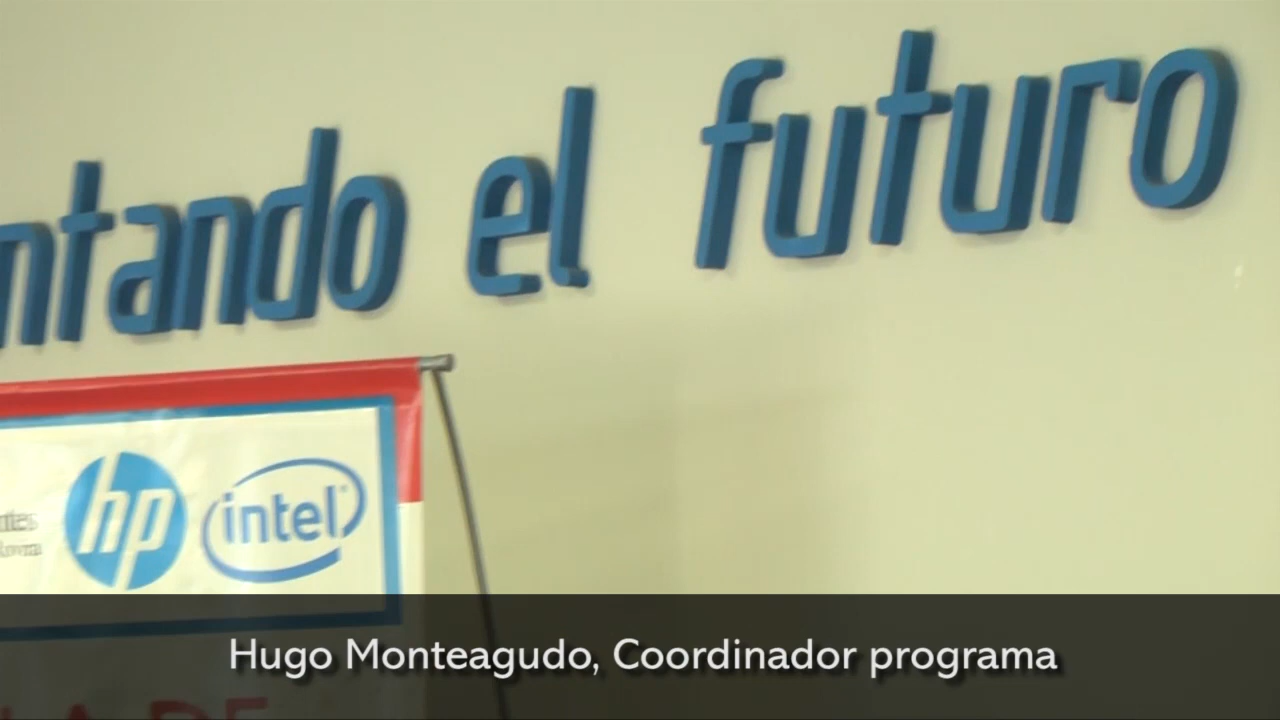 ntando el futuro
hp intel
Hugo Monteagudo, Coordinador programa